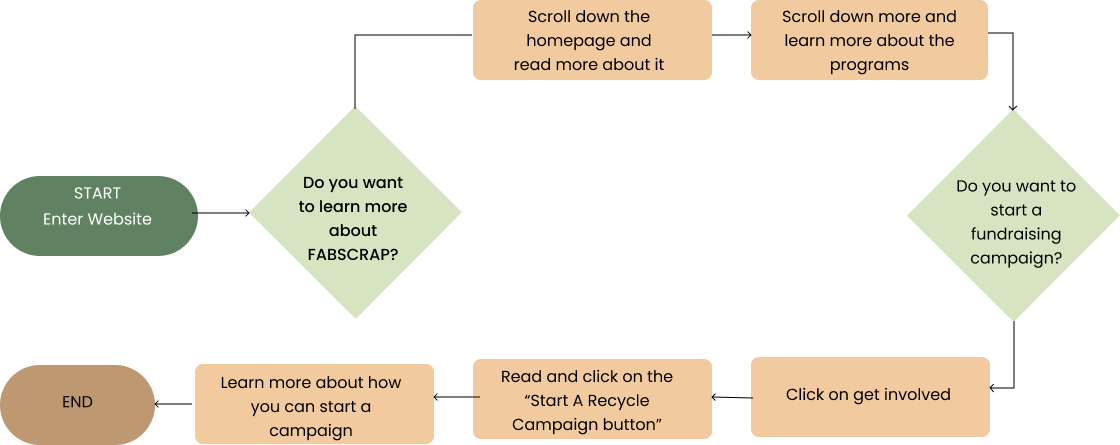 START
Enter Website
Do you want
to learn more
about
FABSCRAP?
Scroll down the
homepage and
read more about it
Scroll down more and
learn more about the
programs
Do you want to
start a
fundraising
campaign?
Click on get involved
Read and click on the
“Start A Recycle
Campaign button”
Learn more about how
you can start a
campaign
END